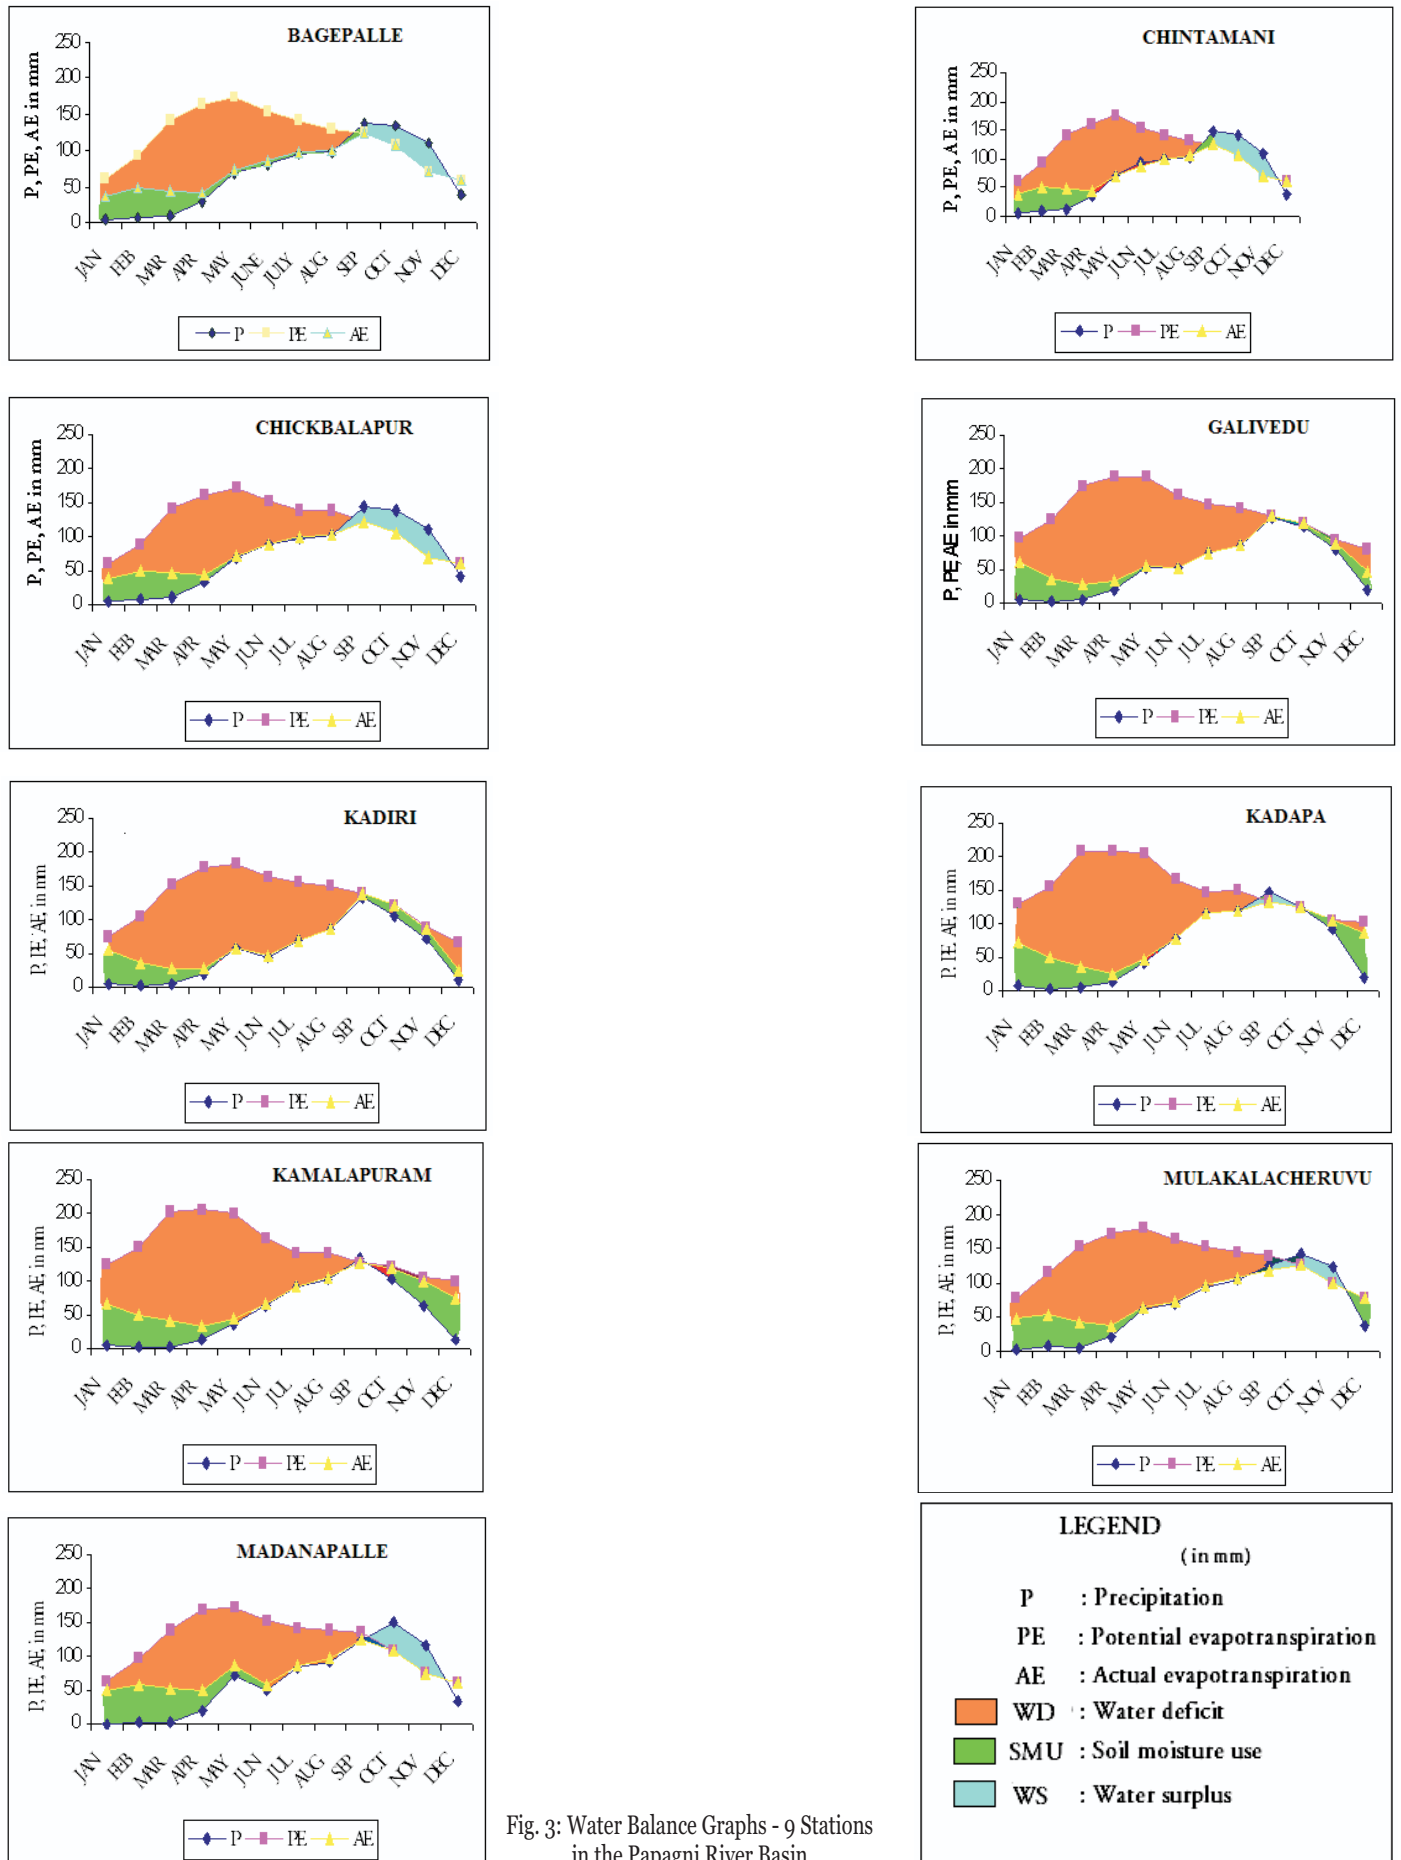 BAGEPALLE
P, PE, AE in mm
250
200
150
100
50
0
JAN FEB MAR APR MAY JUNE JULY AUG SEP OCT NOV DEC
P PE AE
CHINTAMANI
P, PE, AE in mm
250
200
150
100
50
0
JAN FEB MAR APR MAY JUN JUL AUG SEP OCT NOV DEC
P PE AE
CHICKBALAPUR
P, PE, AE in mm
250
200
150
100
50
0
JAN FEB MAR APR MAY JUN JUL AUG SEP OCT NOV DEC
P PE AE
GALIVEDU
P, PE, AE in mm
250
200
150
100
50
0
JAN FEB MAR APR MAY JUN JUL AUG SEP OCT NOV DEC
P PE AE
KADIRI
P, PE, AE, in mm
250
200
150
100
50
0
JAN FEB MAR APR MAY JUN JUL AUG SEP OCT NOV DEC
P PE AE
KADAPA
P, PE, AE, in mm
250
200
150
100
50
0
JAN FEB MAR APR MAY JUN JUL AUG SEP OCT NOV DEC
P PE AE
KAMALAPURAM
P, PE, AE, in mm
250
200
150
100
50
0
JAN FEB MAR APR MAY JUN JUL AUG SEP OCT NOV DEC
P PE AE
MULAKALACHERUVU
P, PE, AE, in mm
250
200
150
100
50
0
JAN FEB MAR APR MAY JUN JUL AUG SEP OCT NOV DEC
P PE AE
MADANAPALLE
P, PE, AE, in mm
250
200
150
100
50
0
JAN FEB MAR APR MAY JUN JUL AUG SEP OCT NOV DEC
P PE AE
LEGEND
( in mm)
P : Precipitation
PE : Potential evapotranspiration
AE : Actual evapotranspiration
WD : Water deficit
SMU : Soil moisture use
WS : Water surplus
Fig. 3: Water Balance Graphs - 9 Stations
in the Papagni River Basin